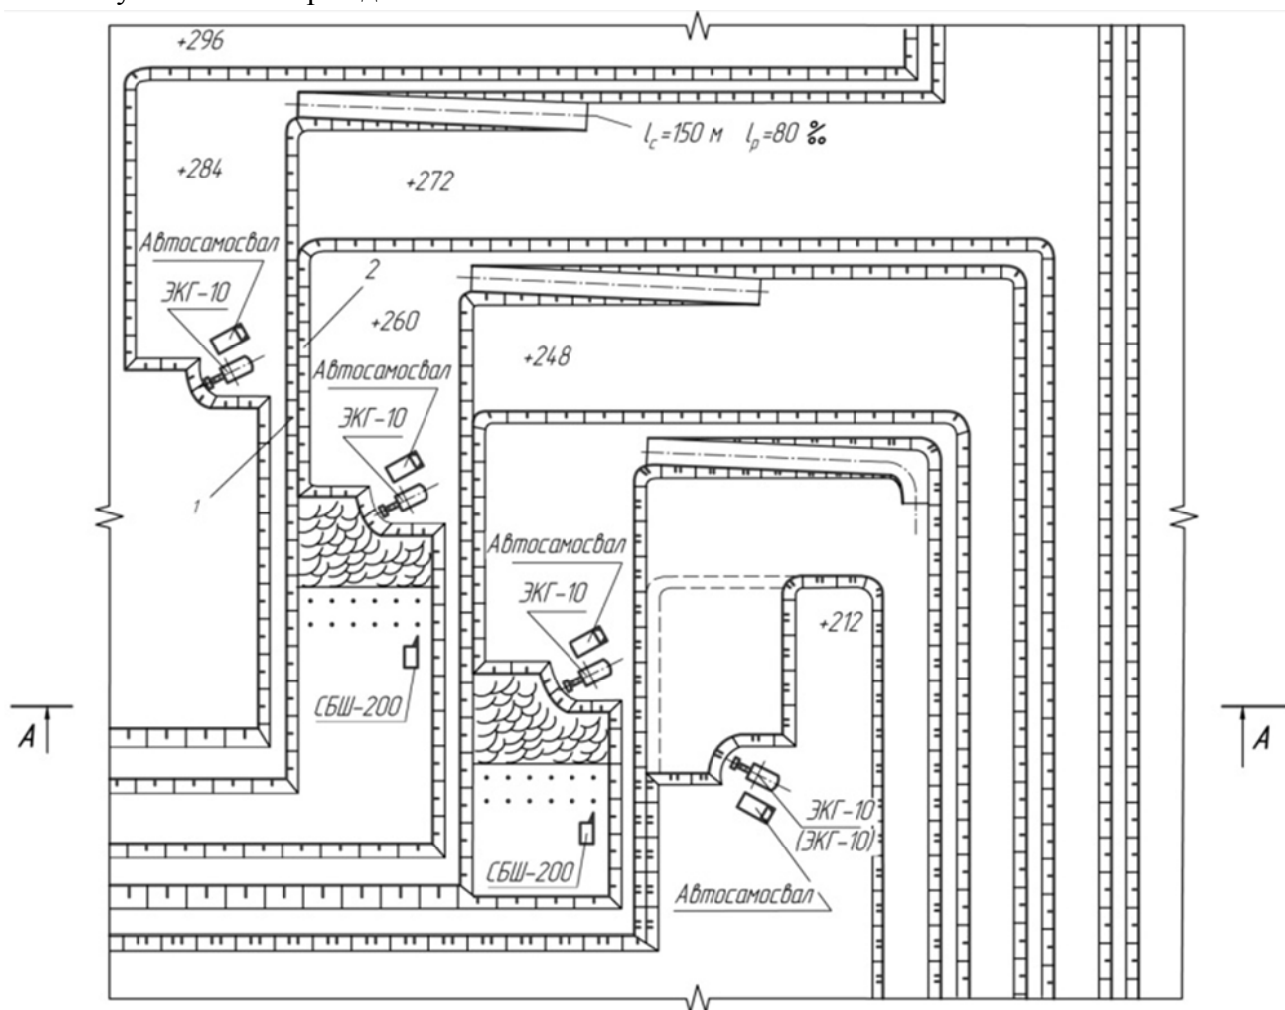 +296
l_c=150 м l_p=80 ‰
+284
+272
Автосамосвал
ЭКГ-10
2
+260
+248
Автосамосвал
ЭКГ-10
1
Автосамосвал
ЭКГ-10
+212
СБШ-200
А
А
ЭКГ-10
(ЭКГ-10)
СБШ-200
Автосамосвал